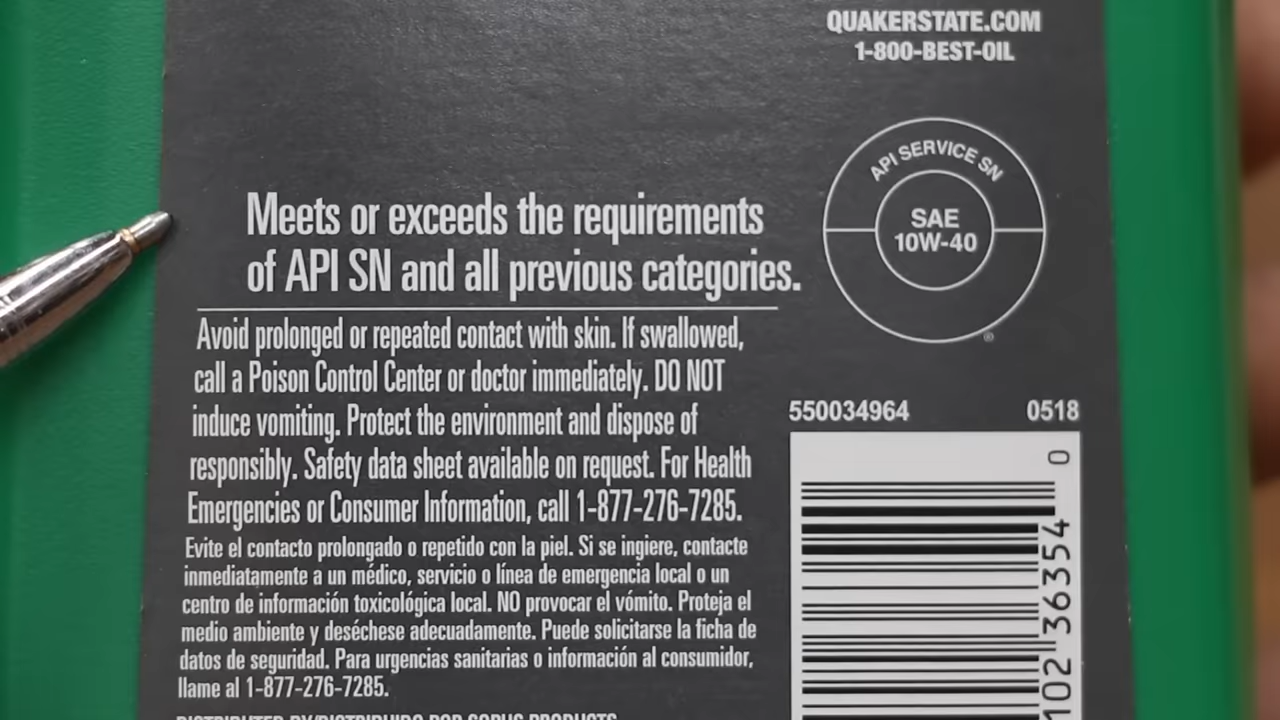 QUAKERSTATE.COM
1-800-BEST-OIL
API SERVICE SN
SAE
10W-40
Meets or exceeds the requirements
of API SN and all previous categories.
Avoid prolonged or repeated contact with skin. If swallowed,
call a Poison Control Center or doctor immediately. DO NOT
induce vomiting. Protect the environment and dispose of
responsibly. Safety data sheet available on request. For Health
Emergencies or Consumer Information, call 1-877-276-7285.
Evite el contacto prolongado o repetido con la piel. Si se ingiere, contacte
inmediatamente a un médico, servicio o línea de emergencia local o un
centro de información toxicológica local. NO provocar el vómito. Proteja el
medio ambiente y deséchese adecuadamente. Puede solicitarse la ficha de
datos de seguridad. Para urgencias sanitarias o información al consumidor,
llame al 1-877-276-7285.
DISTRIBUTED BY/DISTRIBUIDO POR SOPUS PRODUCTS
550034964 0518
102 36354 0